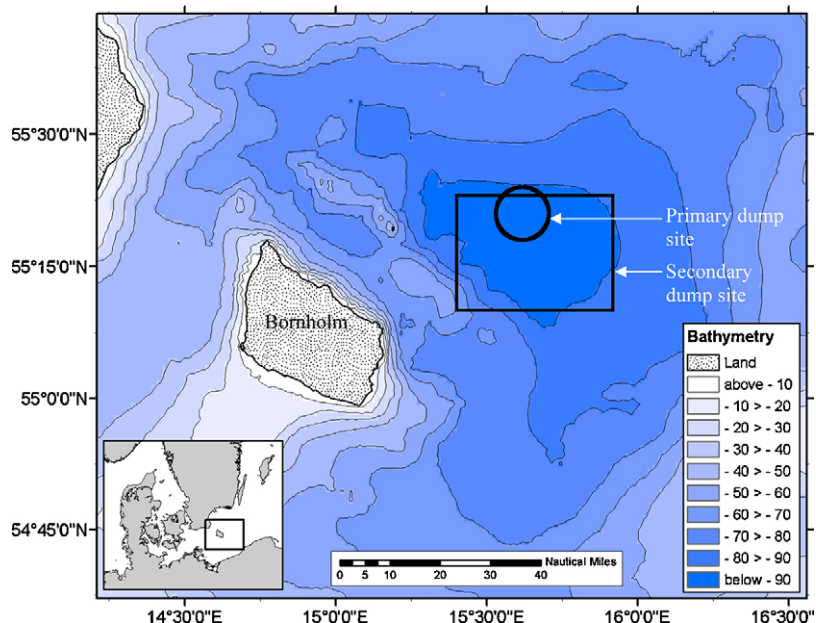 55°30'0"N
55°15'0"N
55°0'0"N
54°45'0"N
Primary dump
site
Secondary
dump site
Bornholm
Bathymetry
Land
above - 10
- 10 > - 20
- 20 > - 30
- 30 > - 40
- 40 > - 50
- 50 > - 60
- 60 > - 70
- 70 > - 80
- 80 > - 90
below - 90
Nautical Miles
0 5 10 20 30 40
14°30'0"E
15°0'0"E
15°30'0"E
16°0'0"E
16°30'0"E